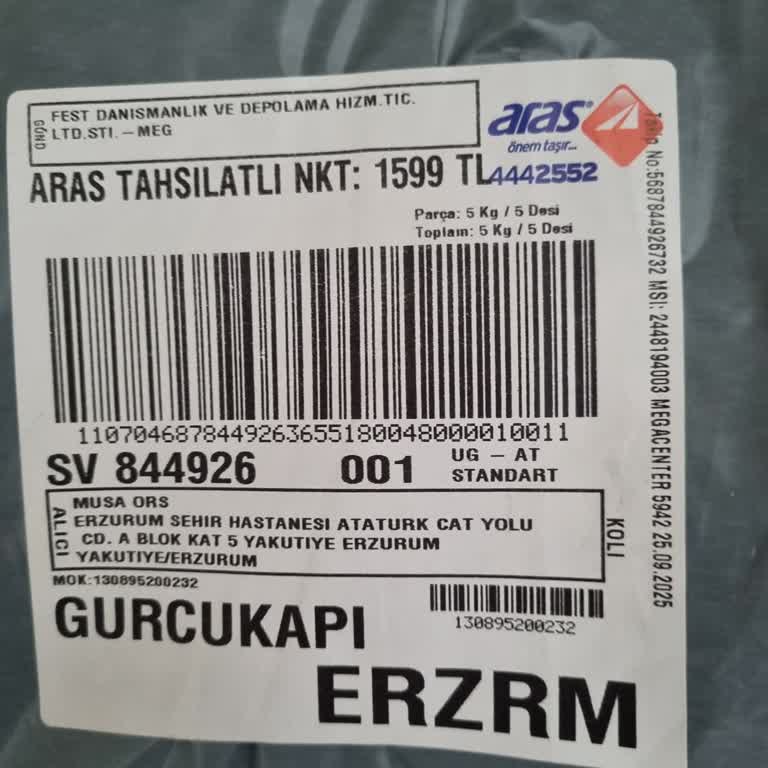 GÖND
FEST DANISMANLIK VE DEPOLAMA HIZM.TIC.
LTD.STI. – MEG
aras
önem taşır...
ARAS TAHSILATLI NKT: 1599 TL
4442552
Parça: 5 Kg / 5 Desi
Toplam: 5 Kg / 5 Desi
11070468784492636551800480000010011
SV 844926 001 UG – AT
STANDART
ALICI
MUSA ORS
ERZURUM SEHIR HASTANESI ATATURK CAT YOLU
CD. A BLOK KAT 5 YAKUTIYE ERZURUM
YAKUTIYE/ERZURUM
KOLI
MOK:130895200232
130895200232
GURCUKAPI
ERZRM
Takip No:5687844926732 MSI: 2448194003 MEGACENTER 5942 25.09.2025